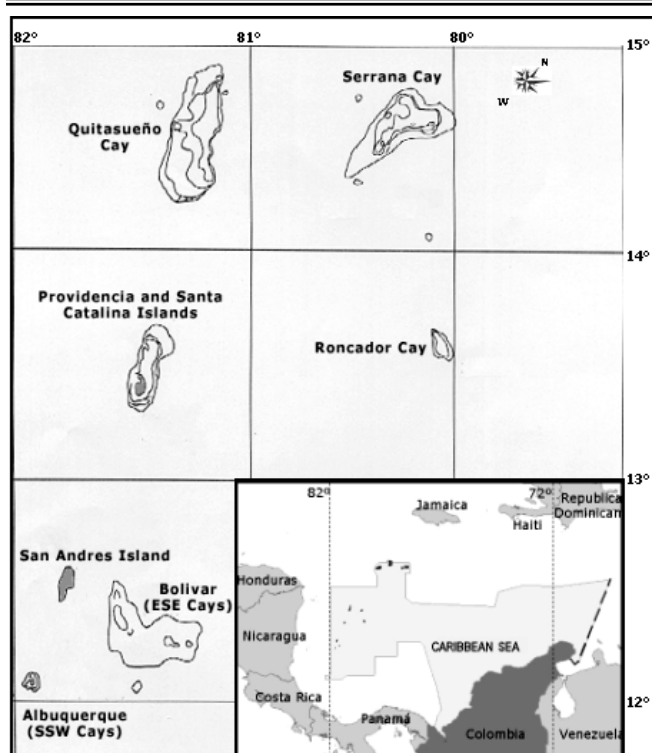 82°
81°
80°
15°
Serrana Cay
N
W
Quitasueño
Cay
14°
Providencia and Santa
Catalina Islands
Roncador Cay
13°
San Andres Island
Bolivar
(ESE Cays)
Albuquerque
(SSW Cays)
12°
82°
72°
Jamaica
Haiti
Republica
Dominican
Honduras
Nicaragua
CARIBBEAN SEA
Costa Rica
Panamá
Colombia
Venezuela